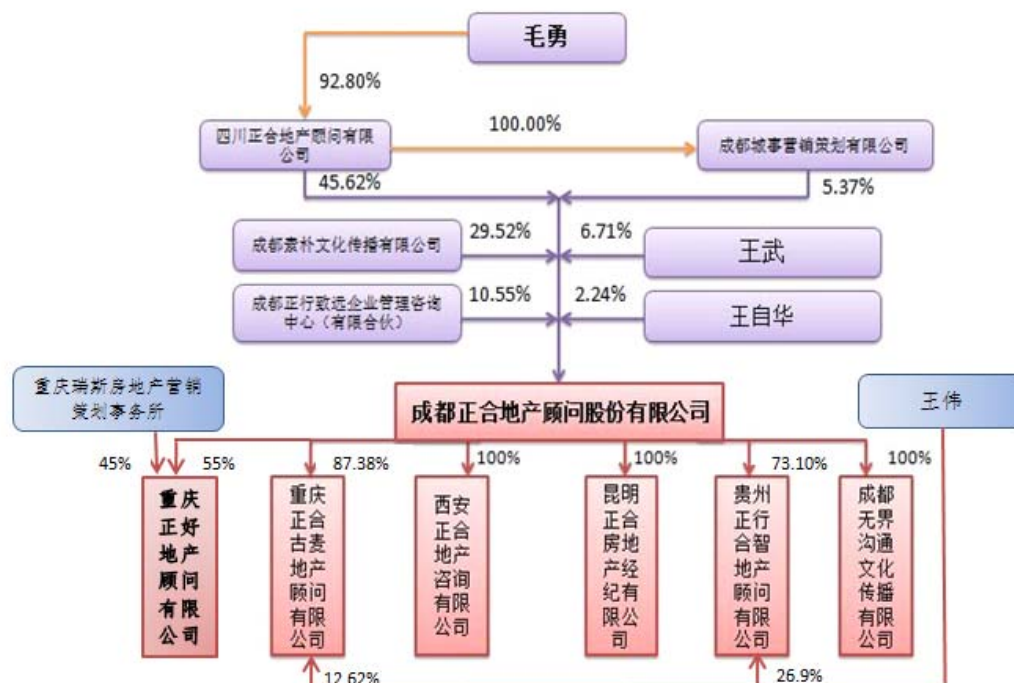 毛勇
92.80%
四川正合地产顾问有限
公司
100.00%
成都城事营销策划有限公司
45.62%
5.37%
成都素朴文化传播有限公司
29.52%
6.71%
王武
成都正行致远企业管理咨询
中心（有限合伙）
10.55%
2.24%
王自华
重庆瑞斯房地产营销
策划事务所
成都正合地产顾问股份有限公司
王伟
45%
55%
87.38%
100%
100%
73.10%
100%
重庆
正好
地产
顾问
有限
公司
重庆
正合
古麦
地产
顾问
有限
公司
西安
正合
地产
咨询
有限
公司
昆明
正合
房地
产经
纪有
限公
司
贵州
正行
合智
地产
顾问
有限
公司
成都
无界
沟通
文化
传播
有限
公司
12.62%
26.9%